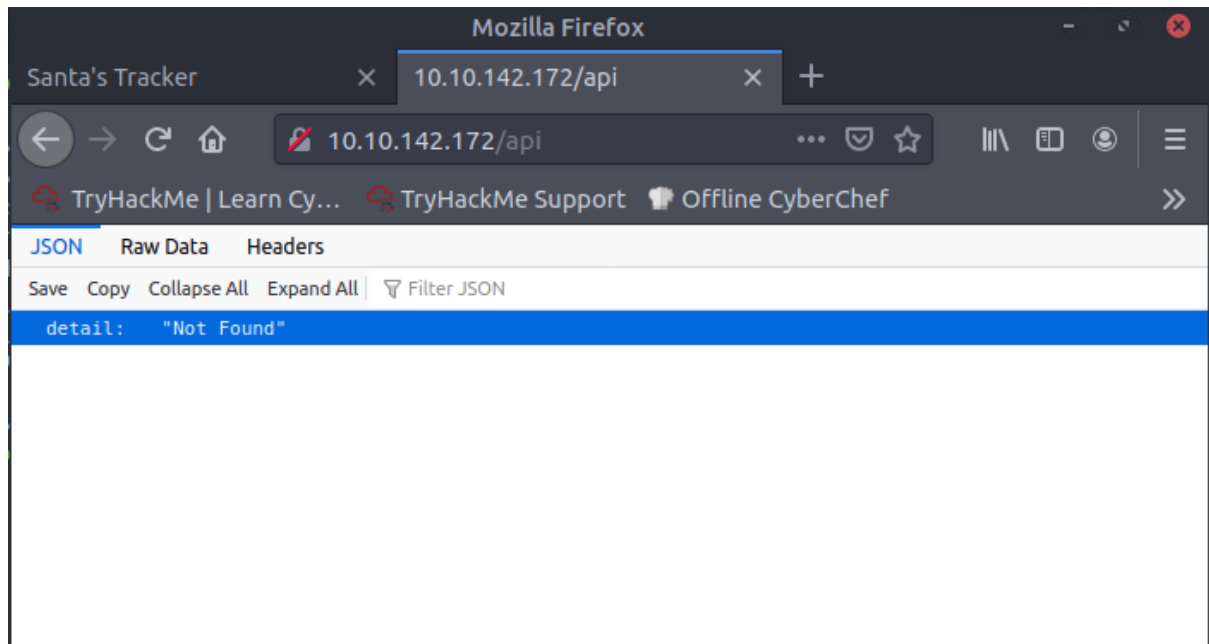 Mozilla Firefox
Santa's Tracker 10.10.142.172/api
10.10.142.172/api
TryHackMe | Learn Cy... TryHackMe Support Offline CyberChef
JSON Raw Data Headers
Save Copy Collapse All Expand All Filter JSON
detail: "Not Found"